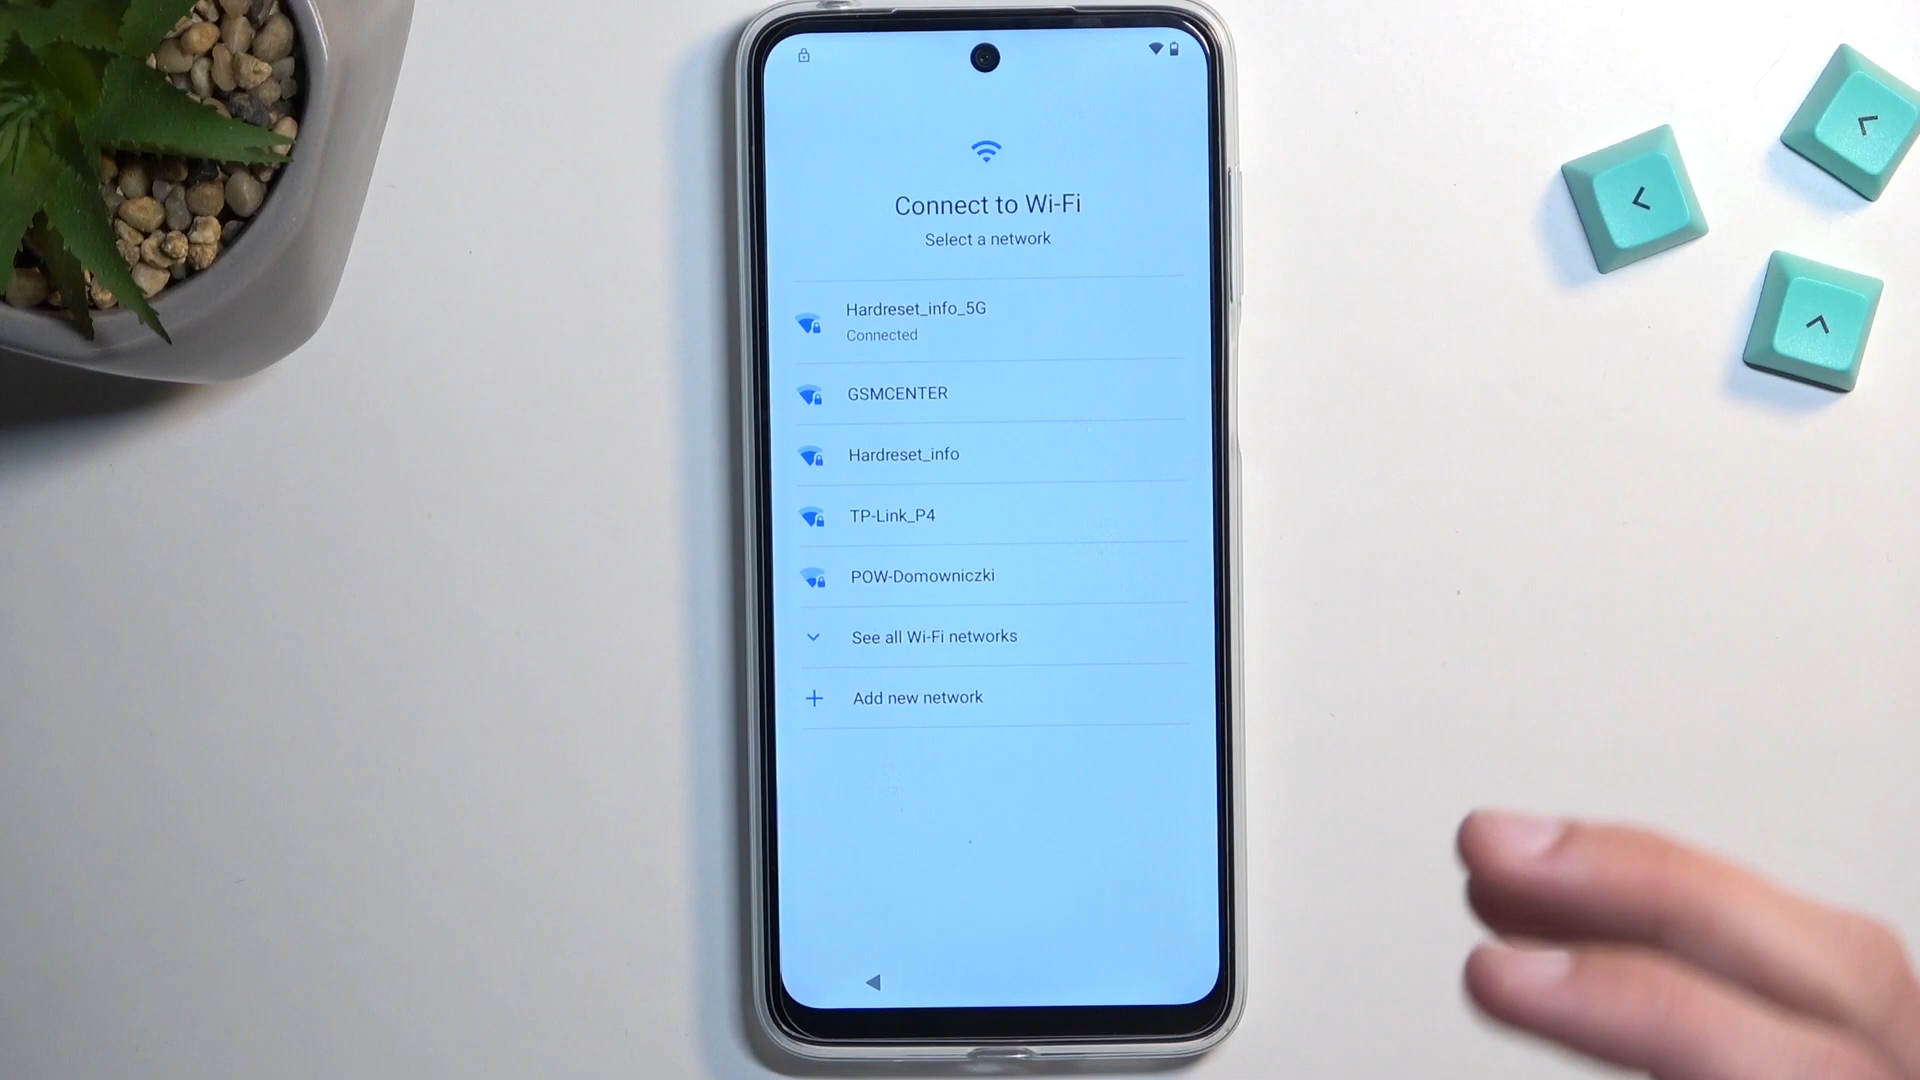 Connect to Wi-Fi
Select a network
Hardreset_info_5G
Connected
GSMCENTER
Hardreset_info
TP-Link_P4
POW-Domowniczki
See all Wi-Fi networks
Add new network